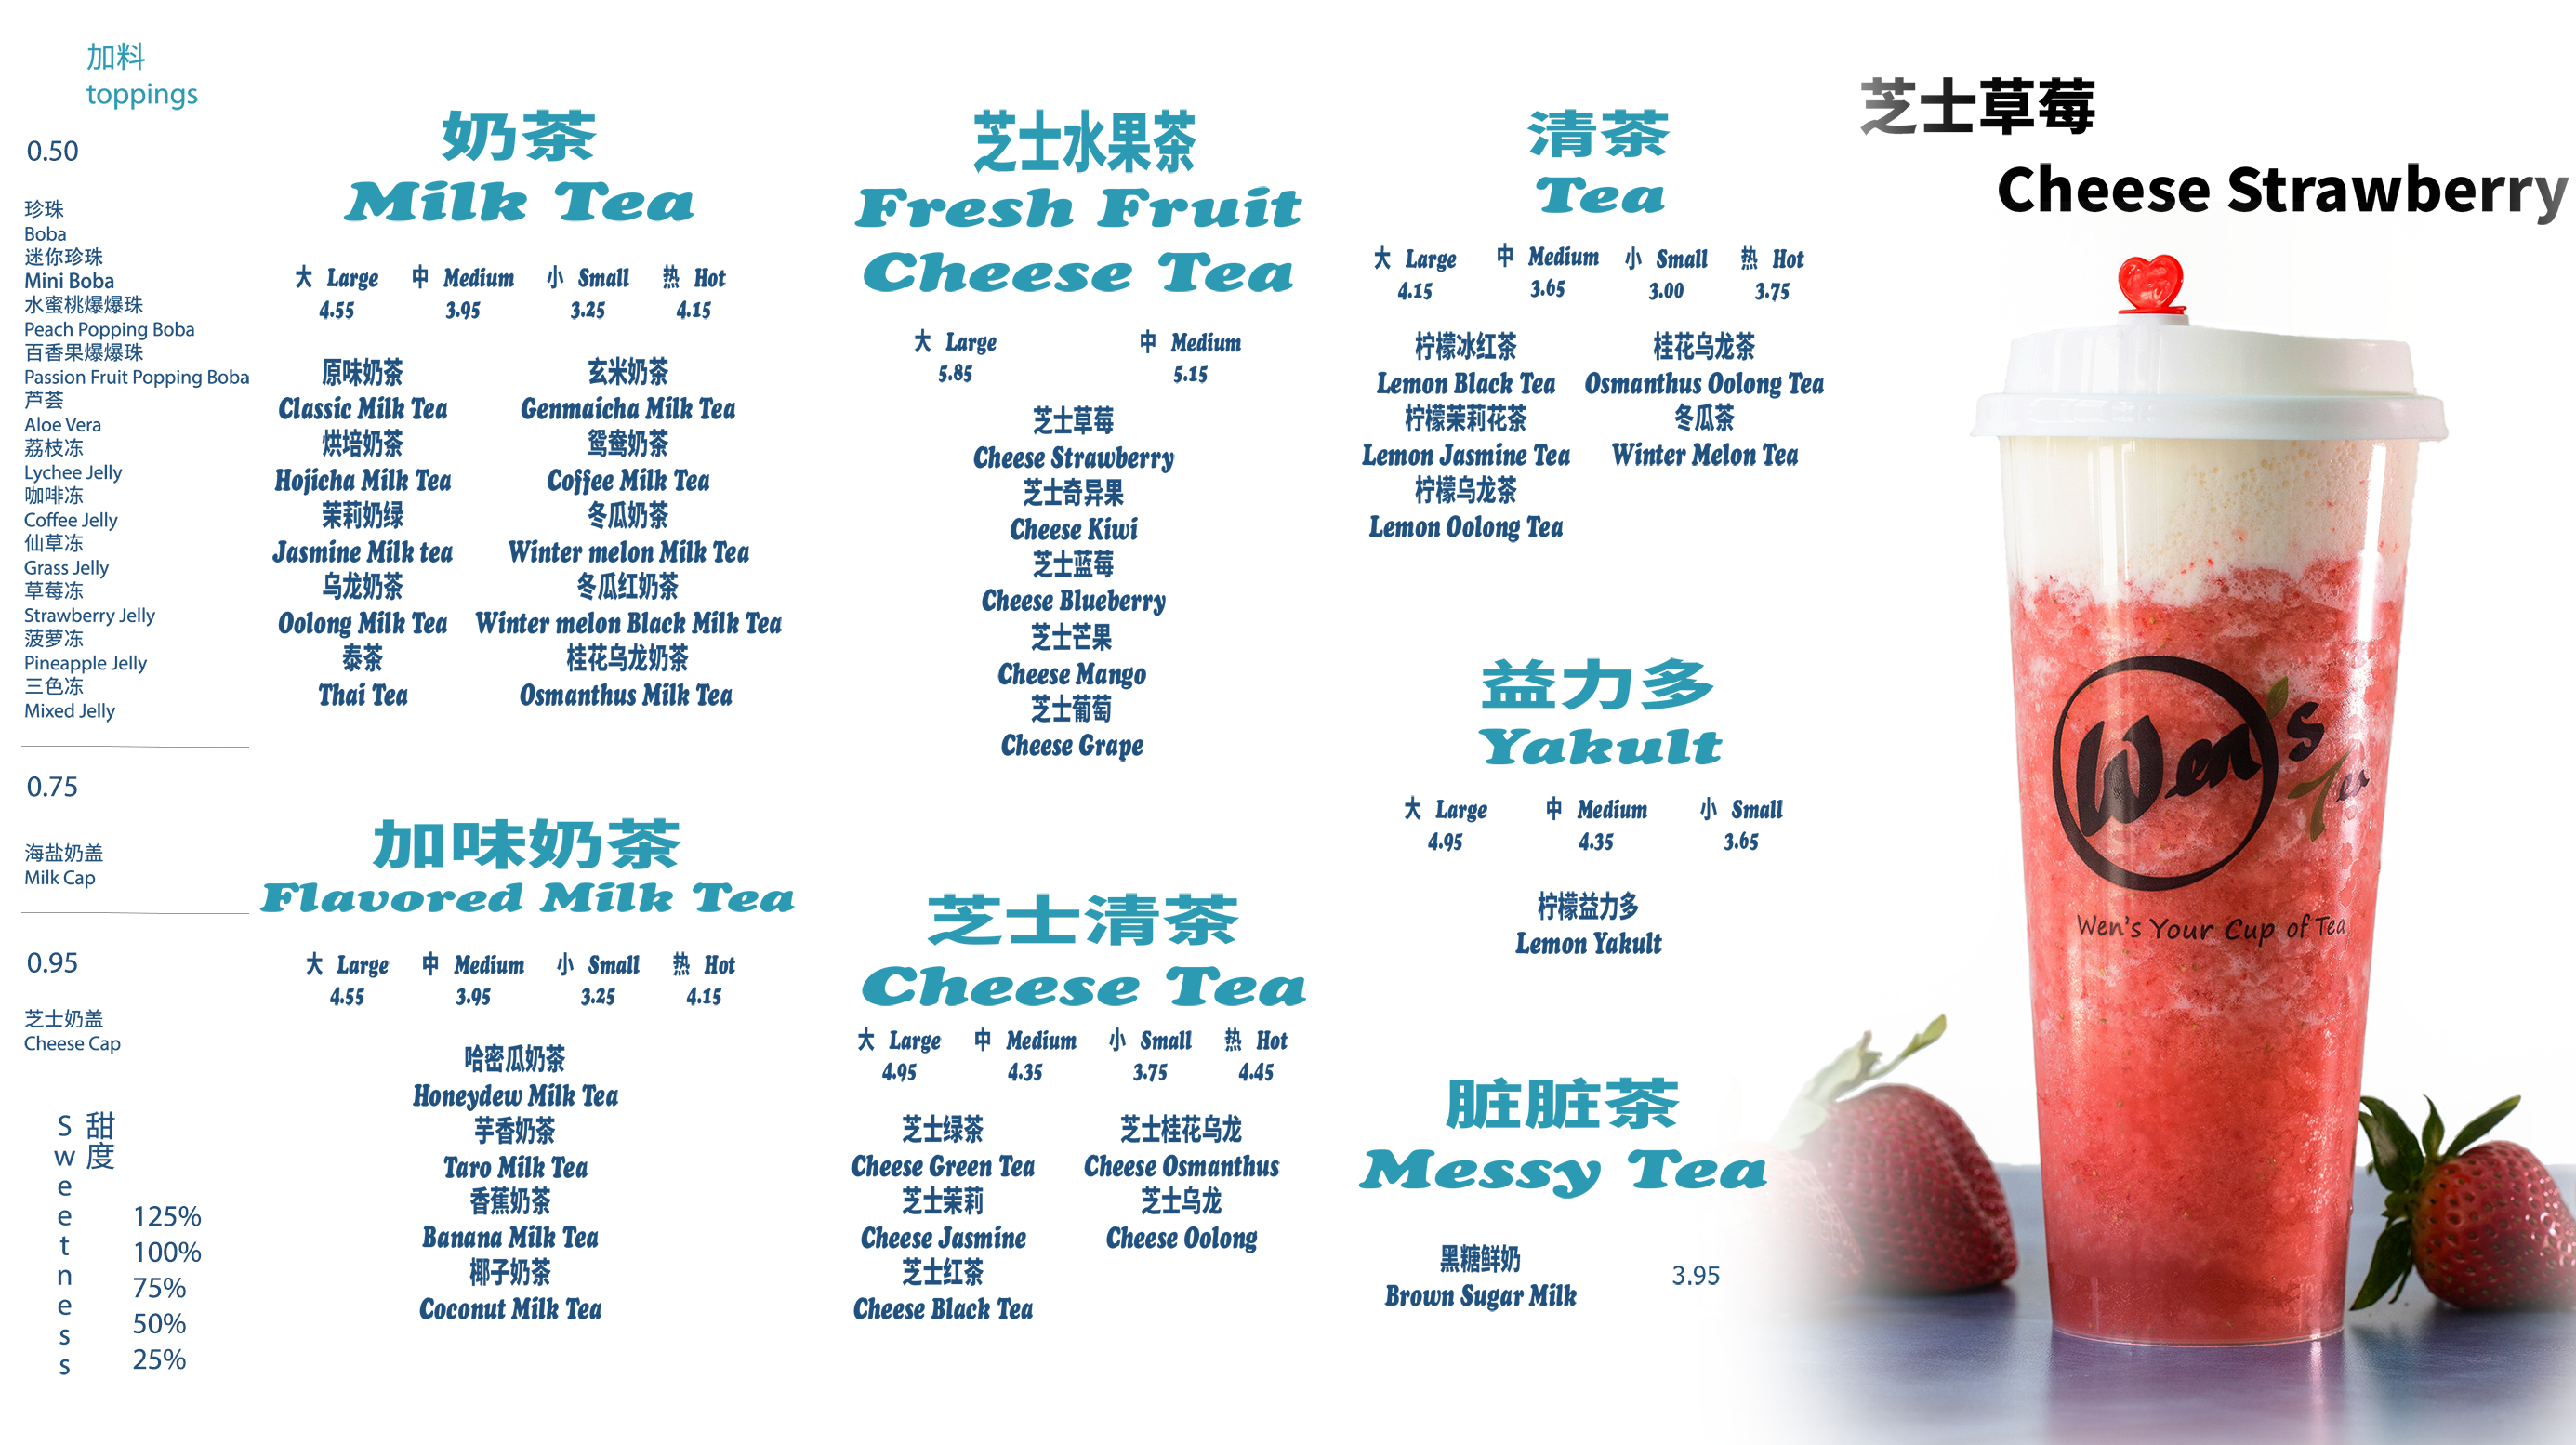 加料
toppings
0.50
珍珠
Boba
迷你珍珠
Mini Boba
水蜜桃爆爆珠
Peach Popping Boba
百香果爆爆珠
Passion Fruit Popping Boba
芦荟
Aloe Vera
荔枝冻
Lychee Jelly
咖啡冻
Coffee Jelly
仙草冻
Grass Jelly
草莓冻
Strawberry Jelly
菠萝冻
Pineapple Jelly
三色冻
Mixed Jelly
0.75
海盐奶盖
Milk Cap
0.95
芝士奶盖
Cheese Cap
甜度
Sweetness
125%
100%
75%
50%
25%
奶茶
Milk Tea
大 Large 中 Medium 小 Small 热 Hot
4.55 3.95 3.25 4.15
原味奶茶
Classic Milk Tea
烘培奶茶
Hojicha Milk Tea
茉莉奶绿
Jasmine Milk tea
乌龙奶茶
Oolong Milk Tea
泰茶
Thai Tea
玄米奶茶
Genmaicha Milk Tea
鸳鸯奶茶
Coffee Milk Tea
冬瓜奶茶
Winter melon Milk Tea
冬瓜红奶茶
Winter melon Black Milk Tea
桂花乌龙奶茶
Osmanthus Milk Tea
加味奶茶
Flavored Milk Tea
大 Large 中 Medium 小 Small 热 Hot
4.55 3.95 3.25 4.15
哈密瓜奶茶
Honeydew Milk Tea
芋香奶茶
Taro Milk Tea
香蕉奶茶
Banana Milk Tea
椰子奶茶
Coconut Milk Tea
芝士水果茶
Fresh Fruit
Cheese Tea
大 Large 中 Medium
5.85 5.15
芝士草莓
Cheese Strawberry
芝士奇异果
Cheese Kiwi
芝士蓝莓
Cheese Blueberry
芝士芒果
Cheese Mango
芝士葡萄
Cheese Grape
芝士清茶
Cheese Tea
大 Large 中 Medium 小 Small 热 Hot
4.95 4.35 3.75 4.45
芝士绿茶
Cheese Green Tea
芝士茉莉
Cheese Jasmine
芝士红茶
Cheese Black Tea
芝士桂花乌龙
Cheese Osmanthus
芝士乌龙
Cheese Oolong
清茶
Tea
大 Large 中 Medium 小 Small 热 Hot
4.15 3.65 3.00 3.75
柠檬冰红茶
Lemon Black Tea
柠檬茉莉花茶
Lemon Jasmine Tea
柠檬乌龙茶
Lemon Oolong Tea
桂花乌龙茶
Osmanthus Oolong Tea
冬瓜茶
Winter Melon Tea
益力多
Yakult
大 Large 中 Medium 小 Small
4.95 4.35 3.65
柠檬益力多
Lemon Yakult
脏脏茶
Messy Tea
黑糖鲜奶
Brown Sugar Milk
3.95
芝士草莓
Cheese Strawberry
Wen's
Tea
Wen's Your Cup of Tea